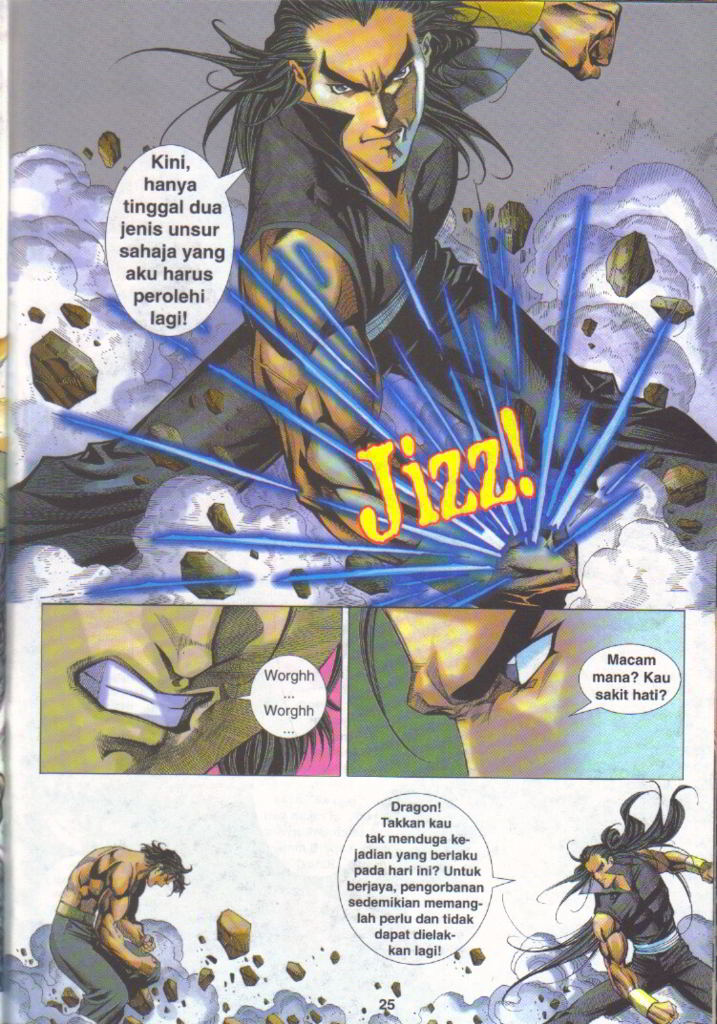 Kini,
hanya
tinggal dua
jenis unsur
sahaja yang
aku harus
perolehi
lagi!
Jizz!
Worghh
...
Worghh
...
Macam
mana? Kau
sakit hati?
Dragon!
Takkan kau
tak menduga ke-
jadian yang berlaku
pada hari ini? Untuk
berjaya, pengorbanan
sedemikian memang-
lah perlu dan tidak
dapat dielak-
kan lagi!
25